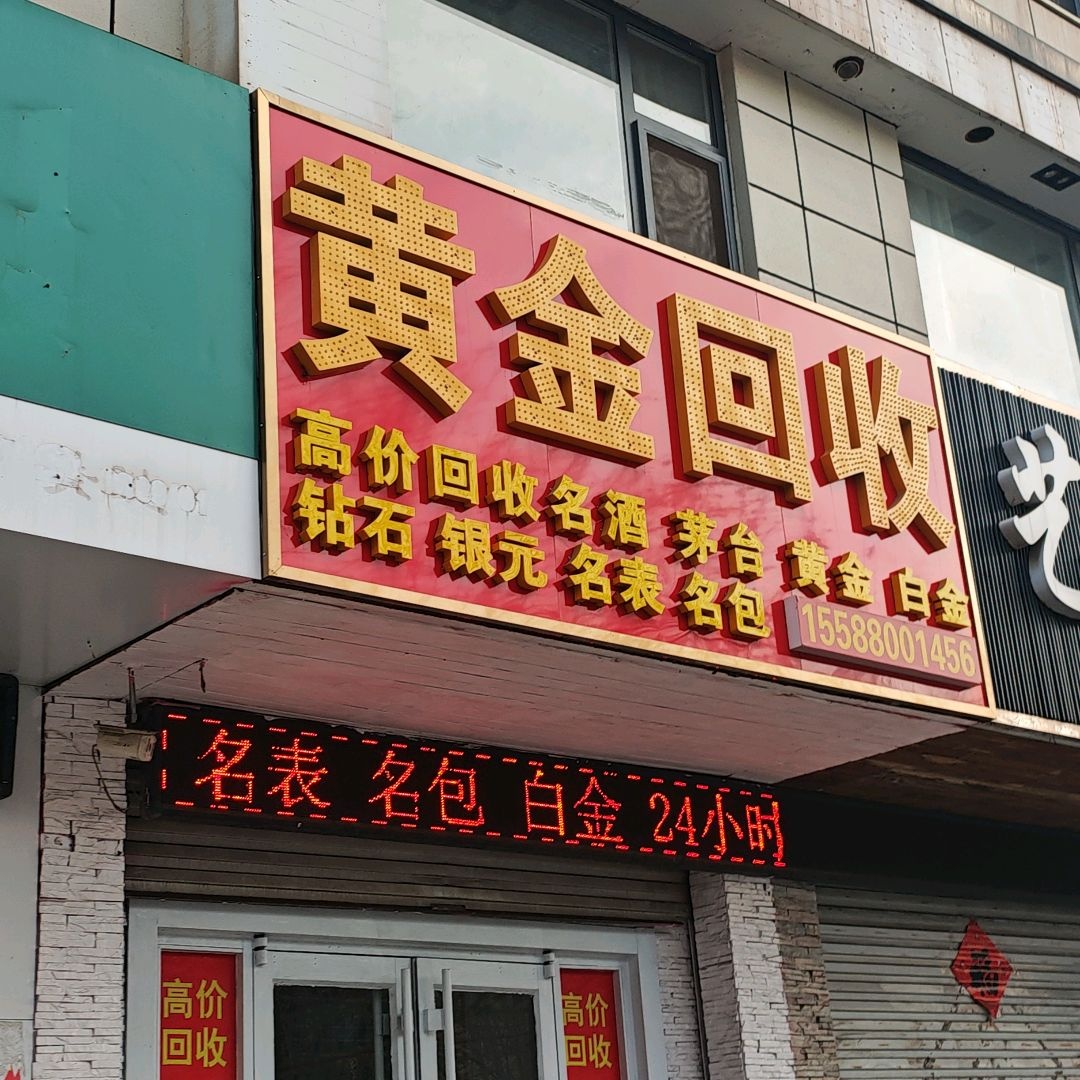 黄金回收
高价回收名酒 茅台 黄金 白金
钻石 银元 名表 名包
15588001456
艺
名表 名包 白金 24小时
高价
回收
高价
回收